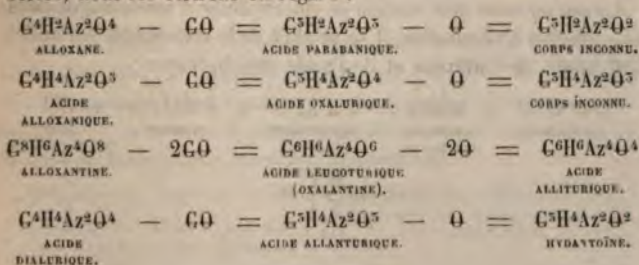 C⁴H²Az²O⁴ — CO = C³H²Az²O³ — O = C³H²Az²O²
ALLOXANE. ACIDE PARABANIQUE. CORPS INCONNU.
C⁴H⁴Az²O⁵ — CO = C³H⁴Az²O⁴ — O = C³H⁴Az²O³
ACIDE ACIDE OXALURIQUE. CORPS INCONNU.
ALLOXANIQUE.
C⁸H⁶Az⁴O⁸ — 2CO = C⁶H⁶Az⁴O⁶ — 2O = C⁶H⁶Az⁴O⁴
ALLOXANTINE. ACIDE LEUCOTURIQUE ACIDE
(OXALANTINE). ALLITURIQUE.
C⁴H⁴Az²O⁴ — CO = C³H⁴Az²O³ — O = C³H⁴Az²O²
ACIDE ACIDE ALLANTURIQUE. HYDANTOÏNE.
DIALURIQUE.